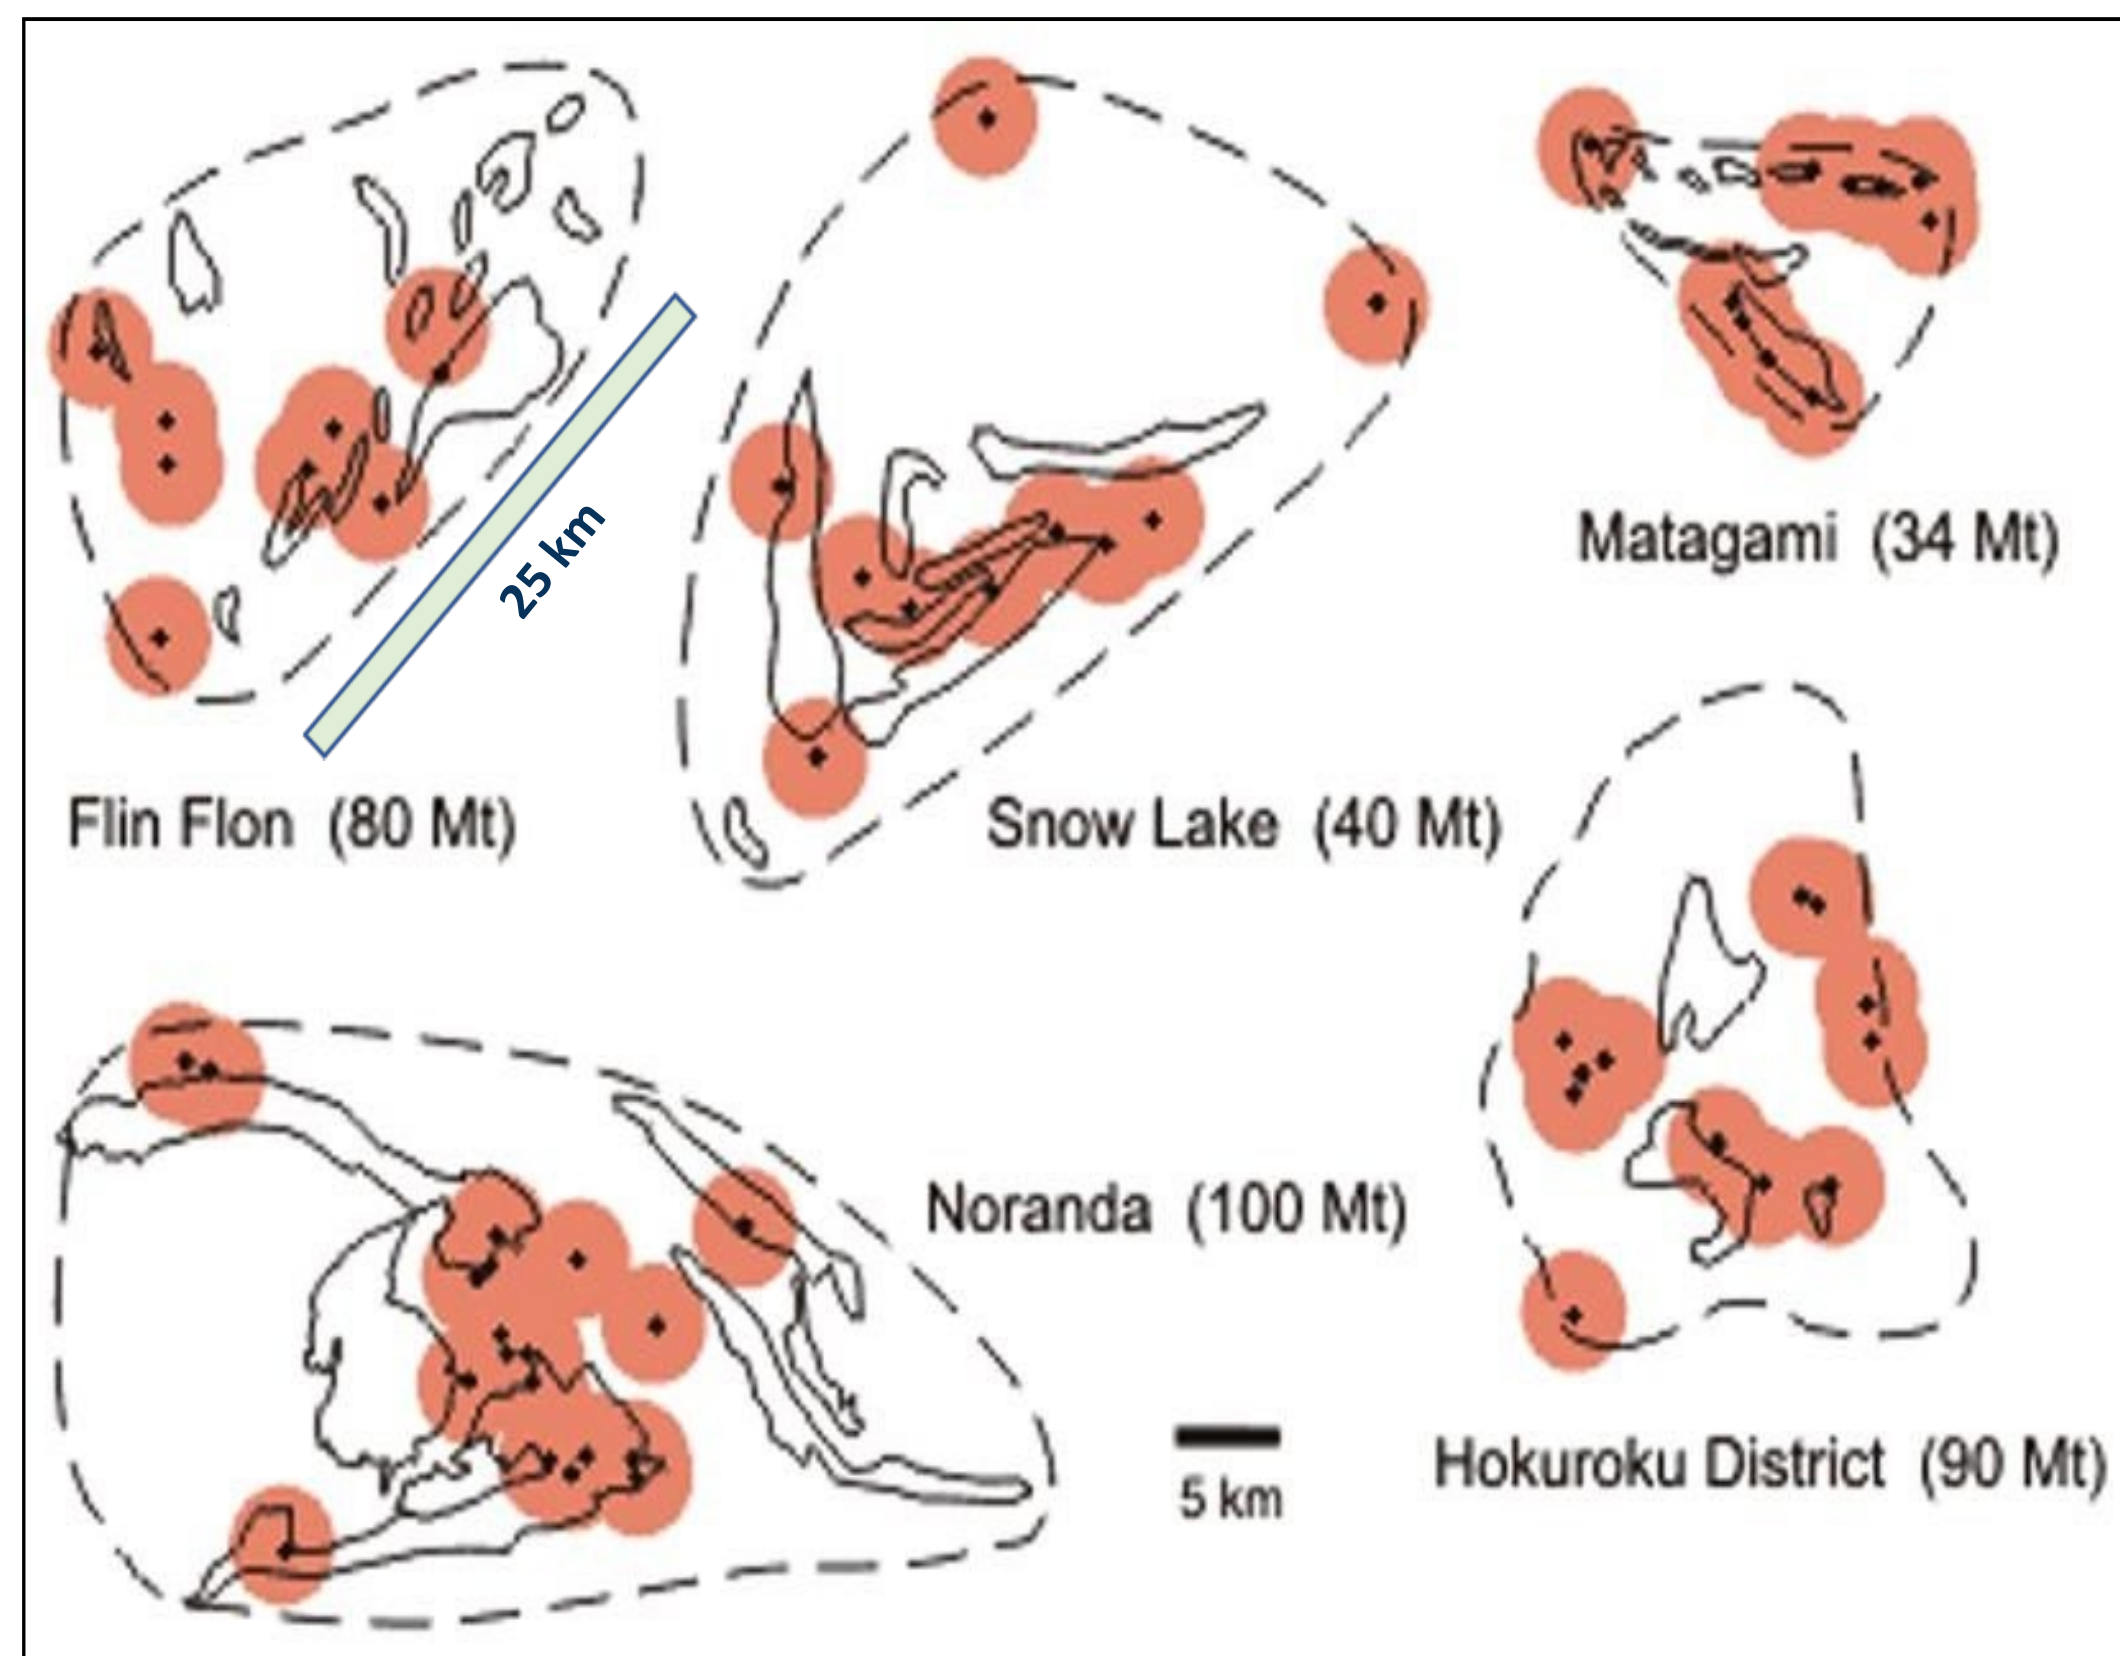 25 km
Matagami (34 Mt)
Flin Flon (80 Mt)
Snow Lake (40 Mt)
Noranda (100 Mt)
5 km
Hokuroku District (90 Mt)